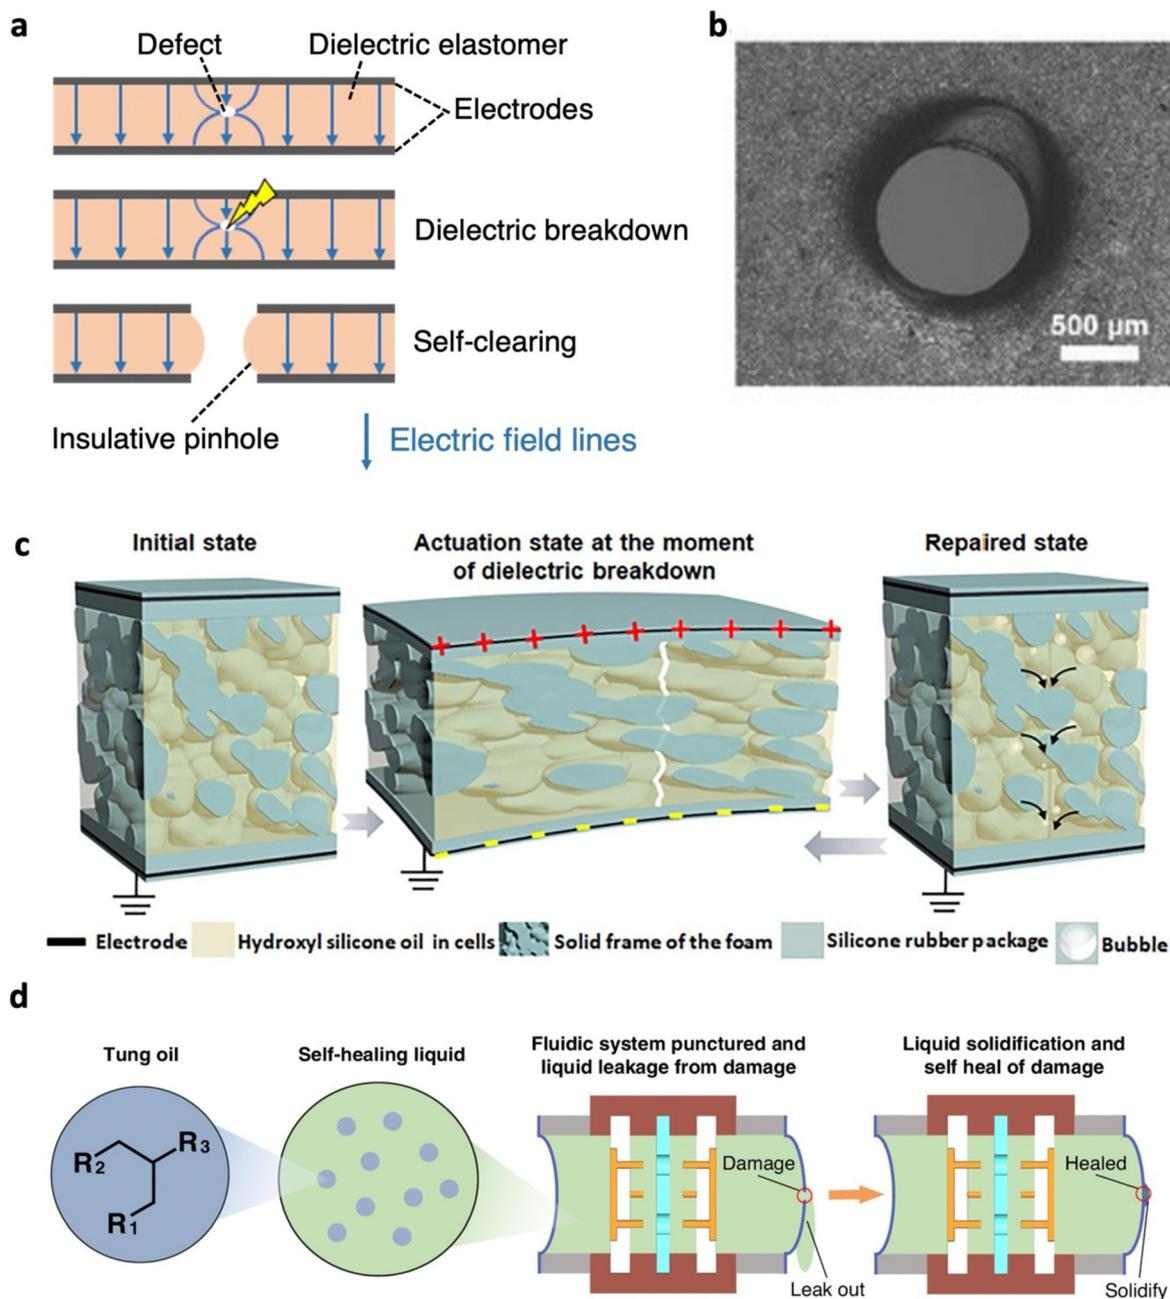 a
Defect
Dielectric elastomer
Electrodes
Dielectric breakdown
Self-clearing
Insulative pinhole
Electric field lines
b
500 µm
c
Initial state
Actuation state at the moment
of dielectric breakdown
Repaired state
Electrode
Hydroxyl silicone oil in cells
Solid frame of the foam
Silicone rubber package
Bubble
d
Tung oil
Self-healing liquid
Fluidic system punctured and
liquid leakage from damage
Liquid solidification and
self heal of damage
R2
R3
R1
Damage
Leak out
Healed
Solidify